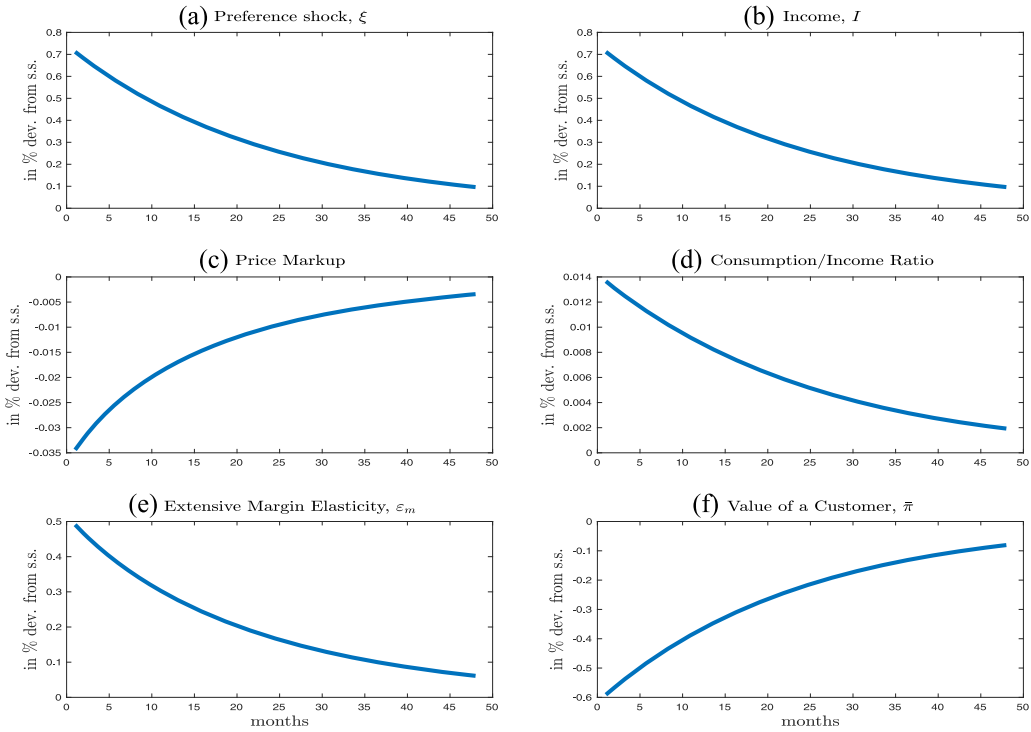 (a) Preference shock, ξ
in % dev. from s.s.
0.8
0.7
0.6
0.5
0.4
0.3
0.2
0.1
0
0 5 10 15 20 25 30 35 40 45 50
(b) Income, I
in % dev. from s.s.
0.8
0.7
0.6
0.5
0.4
0.3
0.2
0.1
0
0 5 10 15 20 25 30 35 40 45 50
(c) Price Markup
in % dev. from s.s.
0
-0.005
-0.01
-0.015
-0.02
-0.025
-0.03
-0.035
0 5 10 15 20 25 30 35 40 45 50
(d) Consumption/Income Ratio
in % dev. from s.s.
0.014
0.012
0.01
0.008
0.006
0.004
0.002
0
0 5 10 15 20 25 30 35 40 45 50
(e) Extensive Margin Elasticity, εₘ
in % dev. from s.s.
0.5
0.4
0.3
0.2
0.1
0
0 5 10 15 20 25 30 35 40 45 50
months
(f) Value of a Customer, π̄
in % dev. from s.s.
0
-0.1
-0.2
-0.3
-0.4
-0.5
-0.6
0 5 10 15 20 25 30 35 40 45 50
months